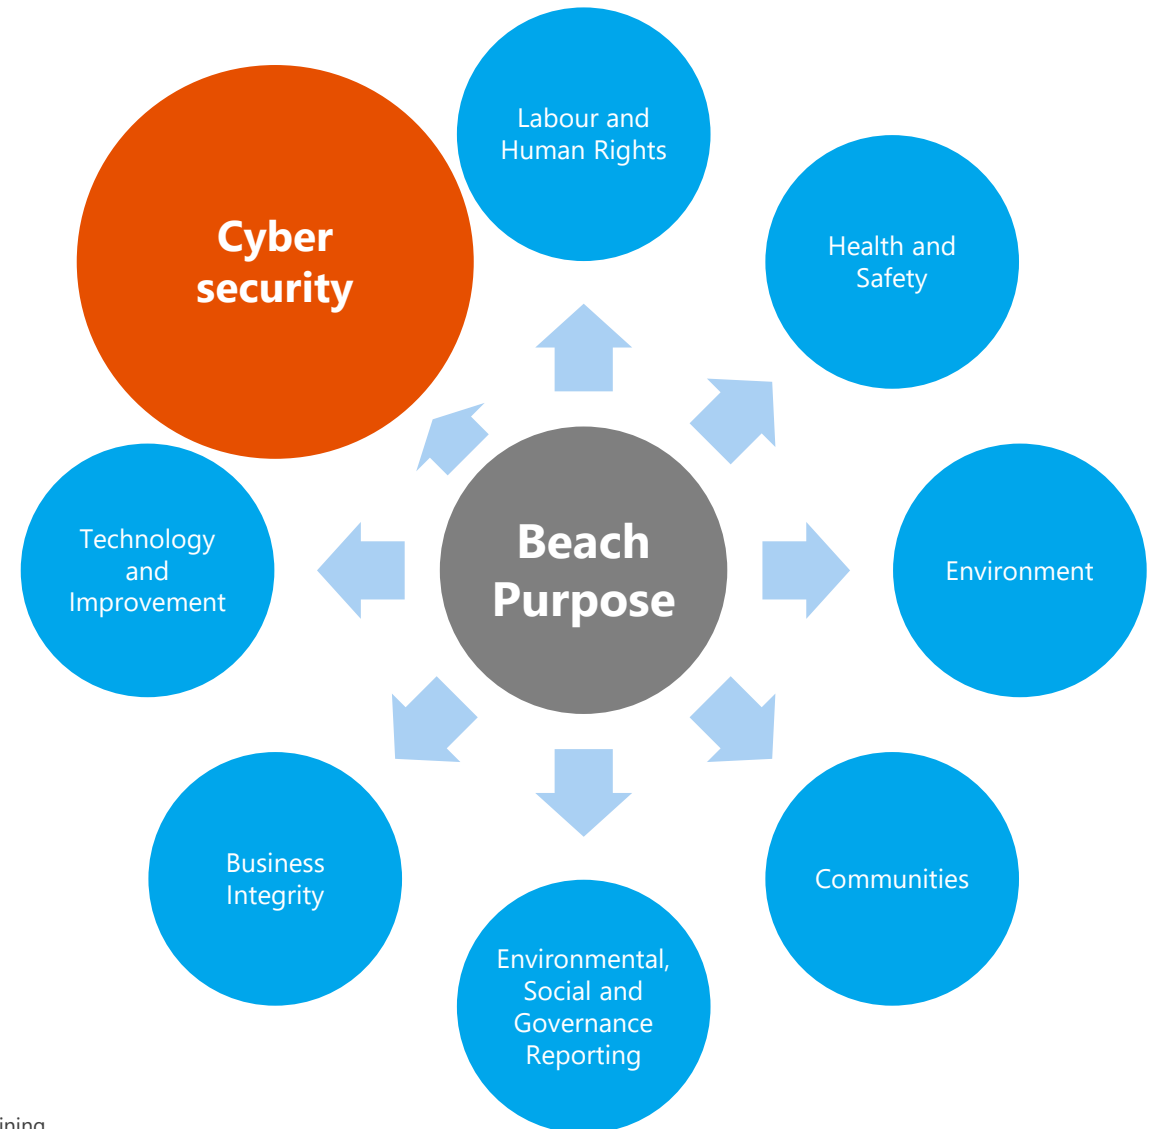 Labour and
Human Rights
Health and
Safety
Environment
Communities
Environmental,
Social and
Governance
Reporting
Business
Integrity
Technology
and
Improvement
Cyber
security
Beach
Purpose